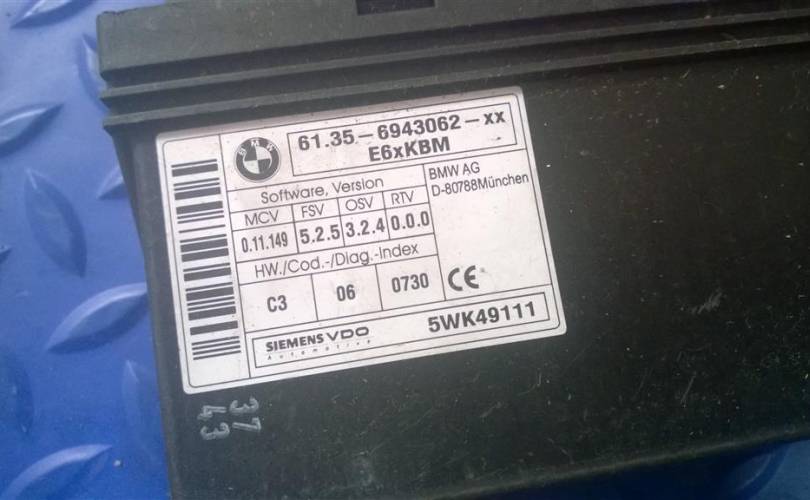 BMW
61.35-6943062-xx
E6xKBM
Software, Version
MCV FSV OSV RTV
0.11.149 5.2.5 3.2.4 0.0.0
HW./Cod.-/Diag.-Index
C3 06 0730
BMW AG
D-80788München
CE
SIEMENS VDO
Automotive
5WK49111
37
43